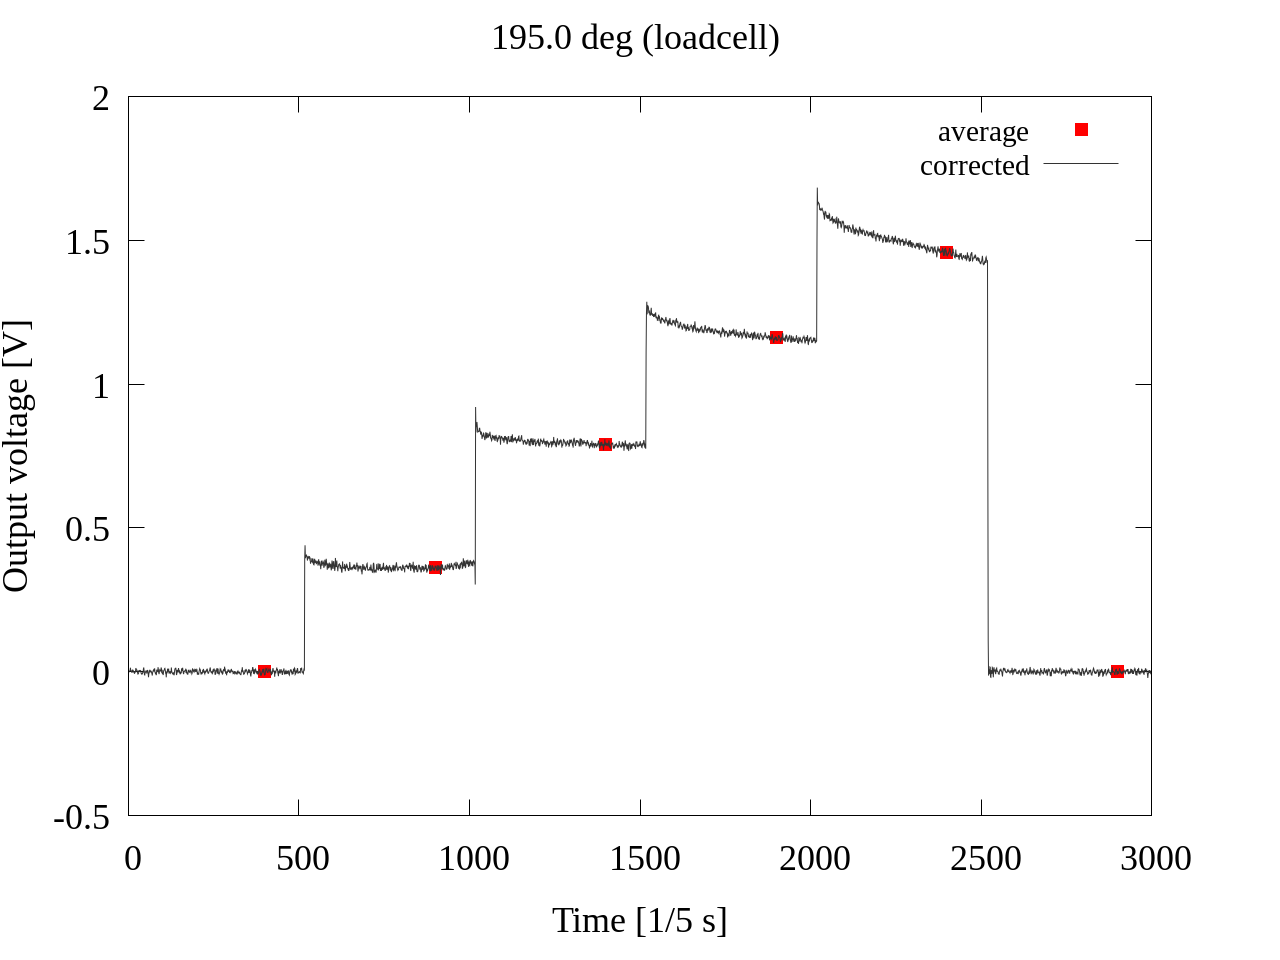 195.0 deg (loadcell)
average
corrected
Output voltage [V]
2
1.5
1
0.5
0
-0.5
0 500 1000 1500 2000 2500 3000
Time [1/5 s]